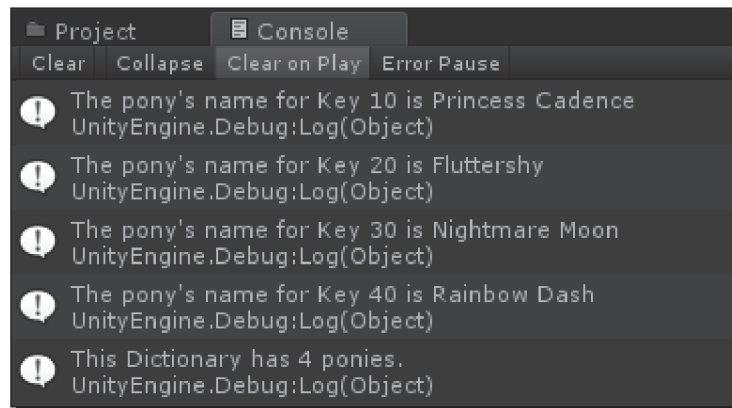 Project Console
Clear Collapse Clear on Play Error Pause
The pony's name for Key 10 is Princess Cadence
UnityEngine.Debug:Log(Object)
The pony's name for Key 20 is Fluttershy
UnityEngine.Debug:Log(Object)
The pony's name for Key 30 is Nightmare Moon
UnityEngine.Debug:Log(Object)
The pony's name for Key 40 is Rainbow Dash
UnityEngine.Debug:Log(Object)
This Dictionary has 4 ponies.
UnityEngine.Debug:Log(Object)